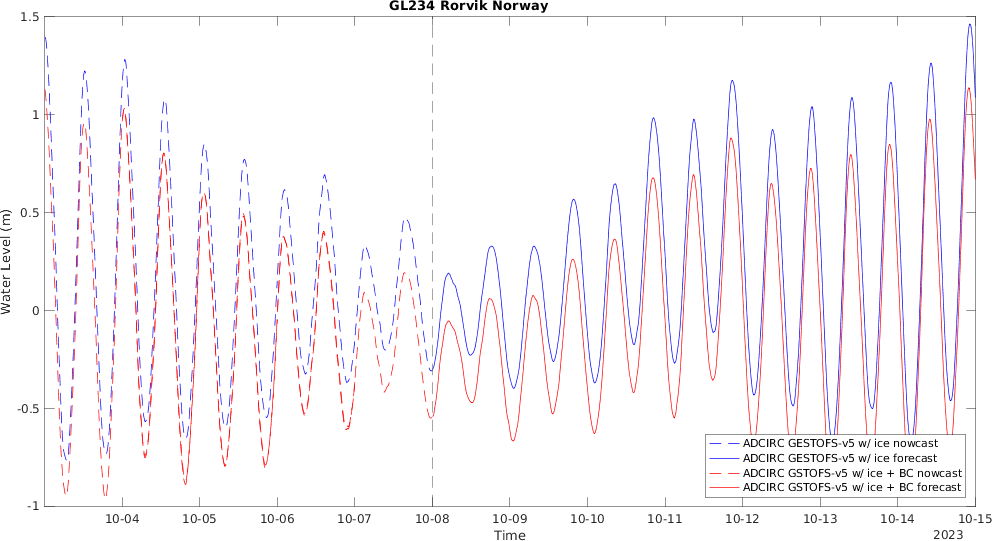 GL234 Rorvik Norway
1.5
1
0.5
0
-0.5
-1
Water Level (m)
ADCIRC GESTOFS-v5 w/ ice nowcast
ADCIRC GESTOFS-v5 w/ ice forecast
ADCIRC GSTOFS-v5 w/ ice + BC nowcast
ADCIRC GSTOFS-v5 w/ ice + BC forecast
10-04 10-05 10-06 10-07 10-08 10-09 10-10 10-11 10-12 10-13 10-14 10-15
Time
2023